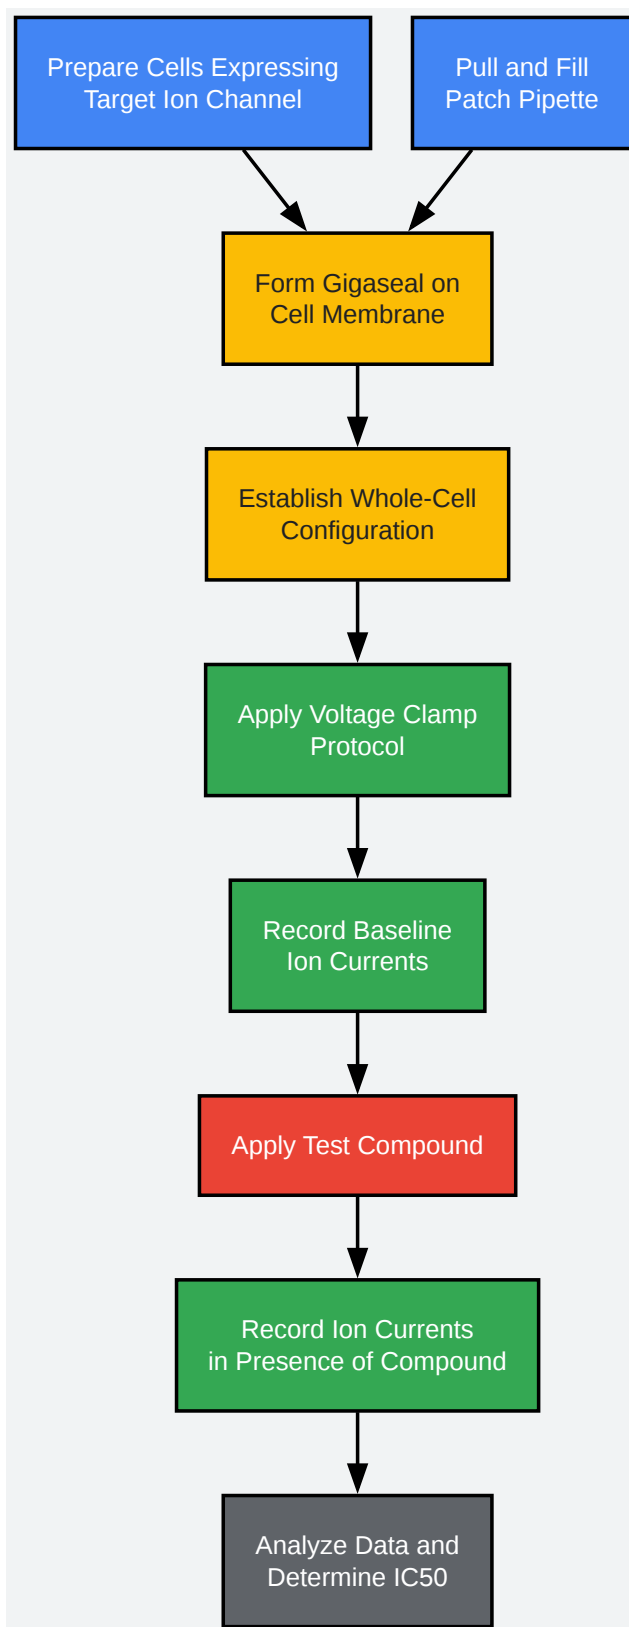 Prepare Cells Expressing
Target Ion Channel
Pull and Fill
Patch Pipette
Form Gigaseal on
Cell Membrane
Establish Whole-Cell
Configuration
Apply Voltage Clamp
Protocol
Record Baseline
Ion Currents
Apply Test Compound
Record Ion Currents
in Presence of Compound
Analyze Data and
Determine IC50